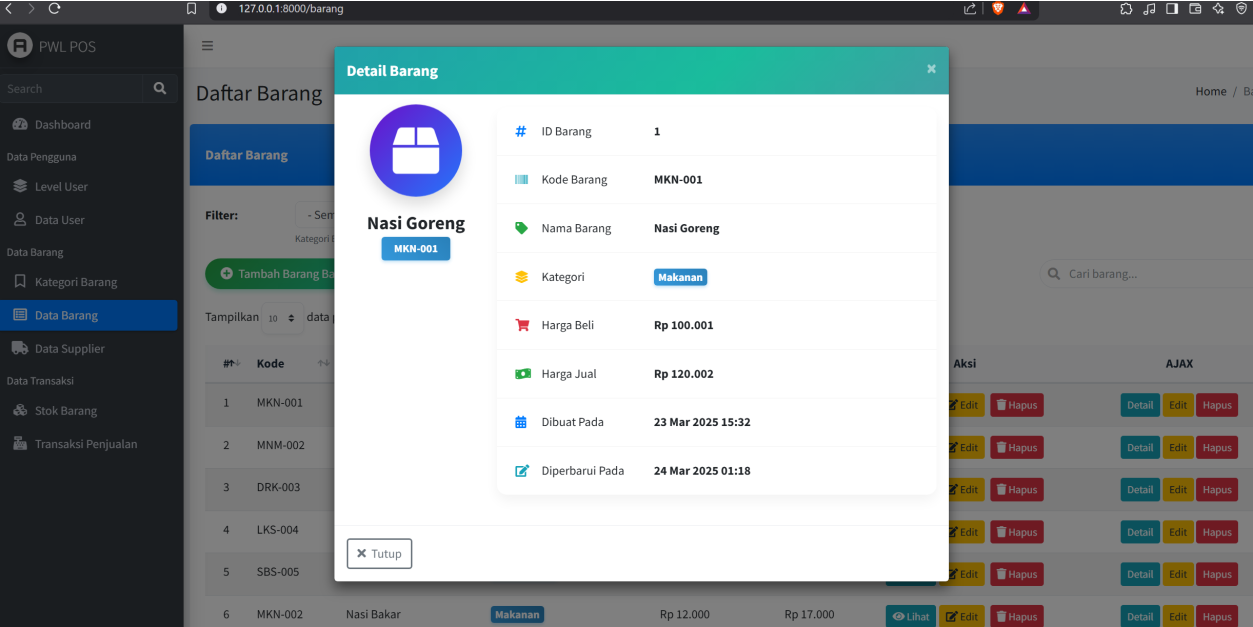 127.0.0.1:8000/barang
PWL POS
Search
Dashboard
Data Pengguna
Level User
Data User
Data Barang
Kategori Barang
Data Barang
Data Supplier
Data Transaksi
Stok Barang
Transaksi Penjualan
Daftar Barang
Home /
Daftar Barang
Filter:
Kategori
Tambah Barang
Cari barang...
Tampilkan 10 data
# Kode Aksi AJAX
1 MKN-001 Edit Hapus Detail Edit Hapus
2 MNM-002 Edit Hapus Detail Edit Hapus
3 DRK-003 Edit Hapus Detail Edit Hapus
4 LKS-004 Edit Hapus Detail Edit Hapus
5 SBS-005 Edit Hapus Detail Edit Hapus
6 MKN-002 Nasi Bakar Makanan Rp 12.000 Rp 17.000 Lihat Edit Hapus Detail Edit Hapus
Detail Barang ×
Nasi Goreng
MKN-001
# ID Barang 1
Kode Barang MKN-001
Nama Barang Nasi Goreng
Kategori Makanan
Harga Beli Rp 100.001
Harga Jual Rp 120.002
Dibuat Pada 23 Mar 2025 15:32
Diperbarui Pada 24 Mar 2025 01:18
Tutup